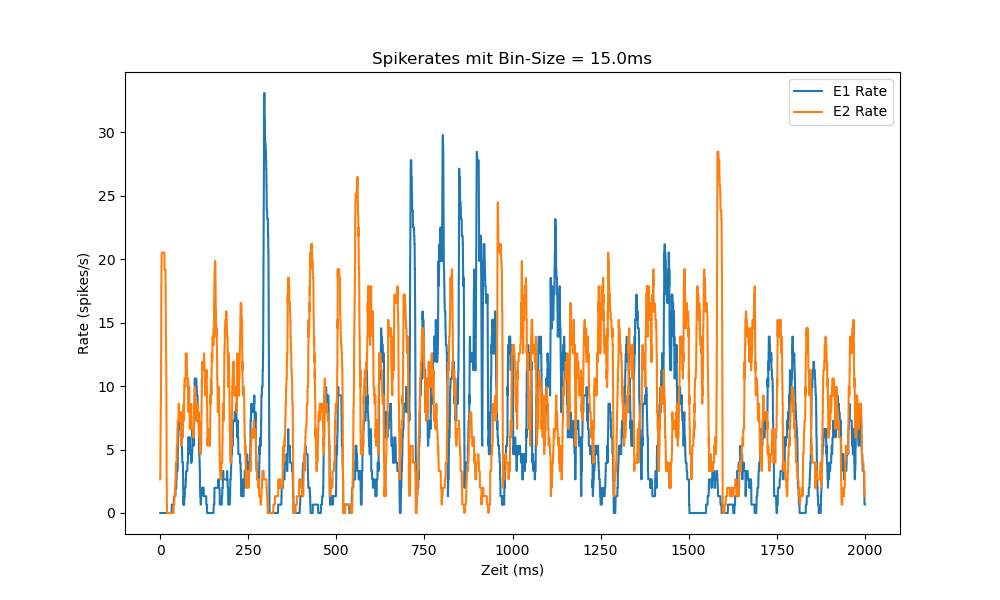 Spikerates mit Bin-Size = 15.0ms
E1 Rate
E2 Rate
Rate (spikes/s)
30
25
20
15
10
5
0
0 250 500 750 1000 1250 1500 1750 2000
Zeit (ms)